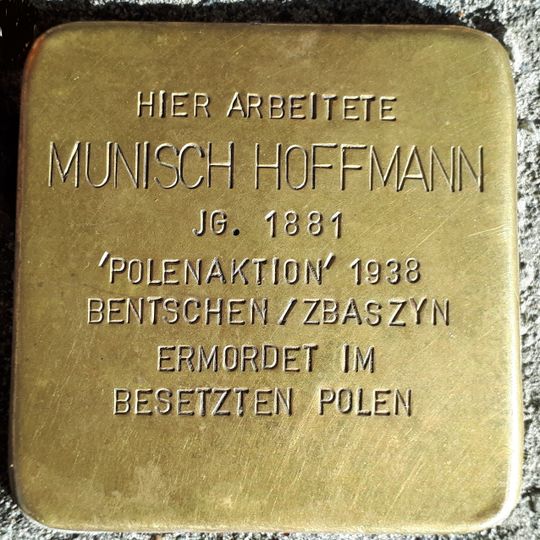 HIER ARBEITETE
MUNISCH HOFFMANN
JG. 1881
'POLENAKTION' 1938
BENTSCHEN/ZBASZYN
ERMORDET IM
BESETZTEN POLEN